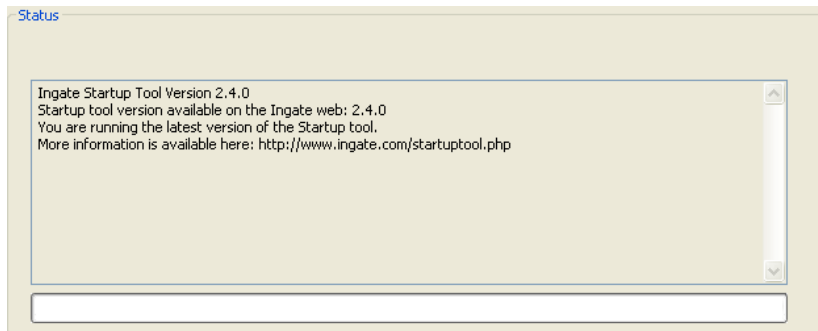 Status
Ingate Startup Tool Version 2.4.0
Startup tool version available on the Ingate web: 2.4.0
You are running the latest version of the Startup tool.
More information is available here: http://www.ingate.com/startuptool.php